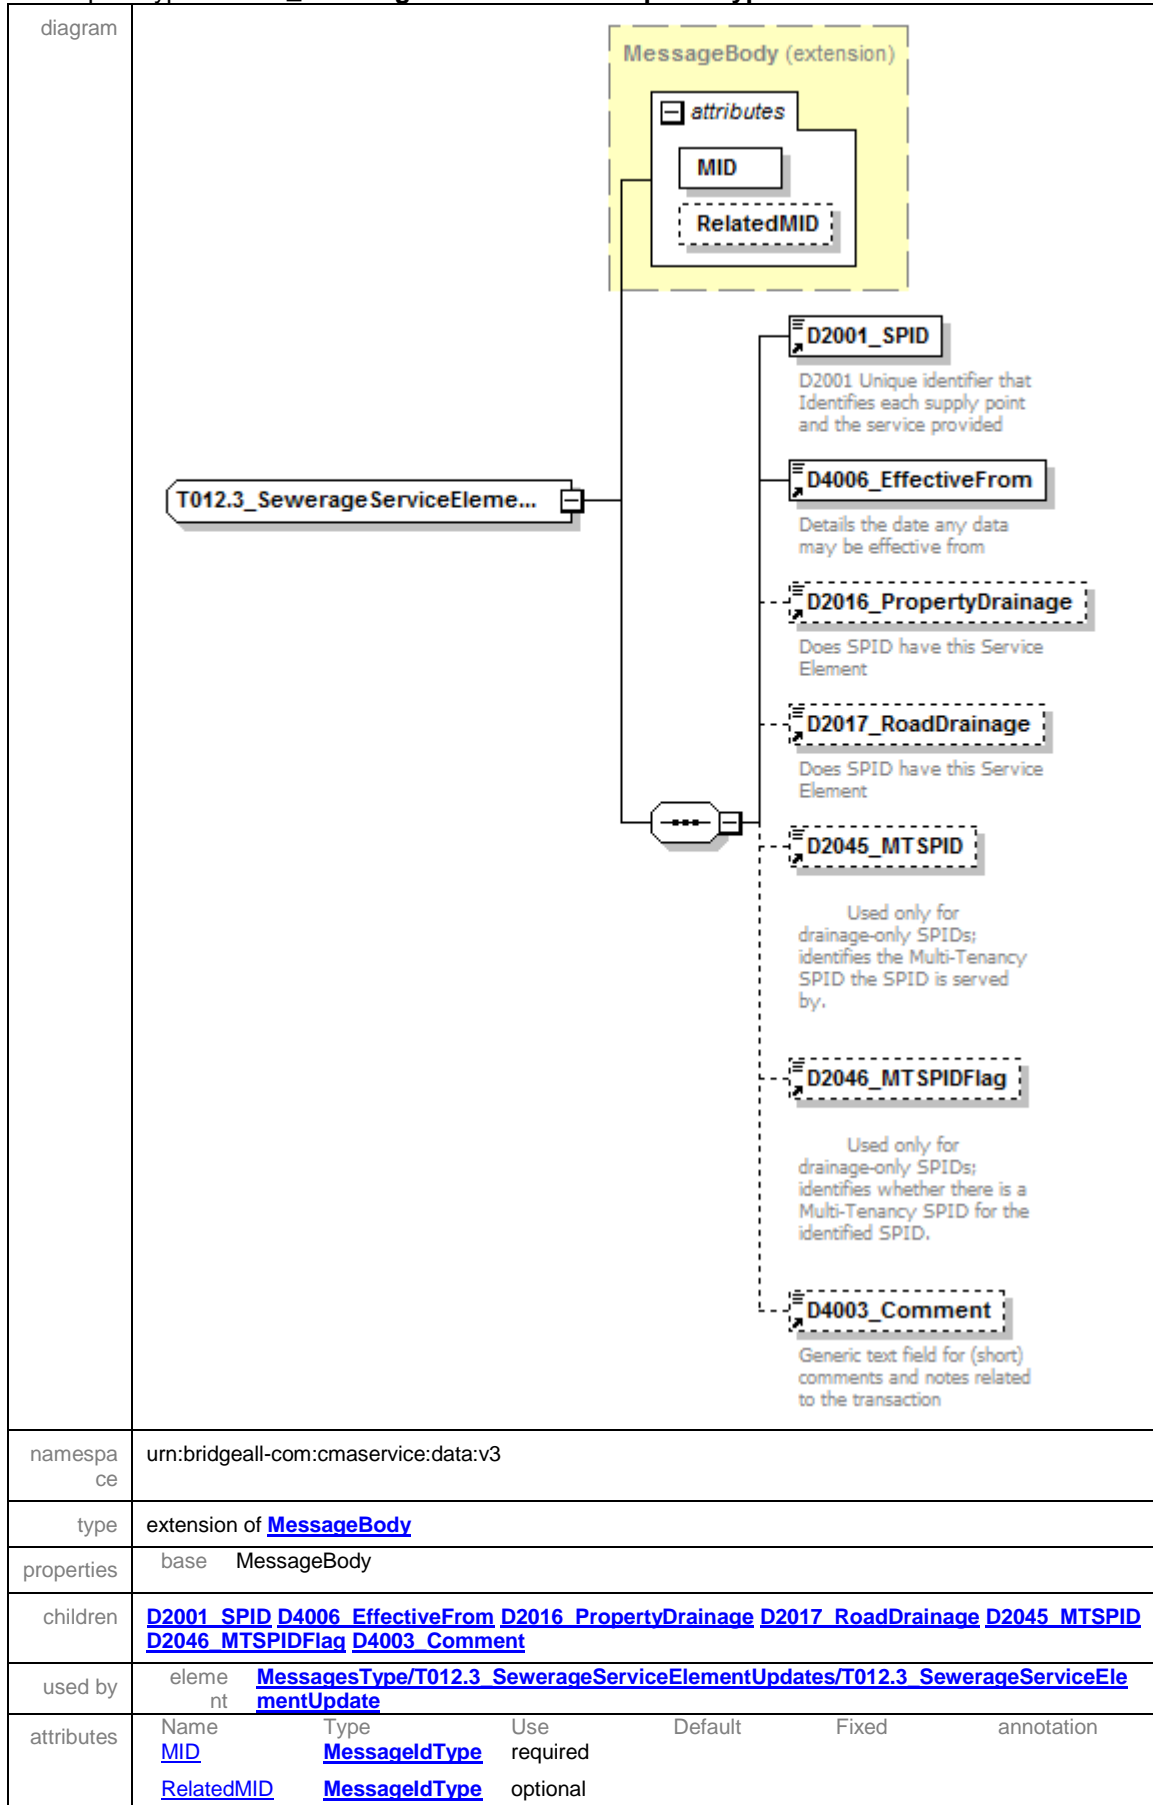 diagram
MessageBody (extension)
attributes
MID
RelatedMID
D2001_SPID
D2001 Unique identifier that
Identifies each supply point
and the service provided
T012.3_SewerageServiceEleme...
D4006_EffectiveFrom
Details the date any data
may be effective from
D2016_PropertyDrainage
Does SPID have this Service
Element
D2017_RoadDrainage
Does SPID have this Service
Element
D2045_MTSPID
Used only for
drainage-only SPIDs;
identifies the Multi-Tenancy
SPID the SPID is served
by.
D2046_MTSPIDFlag
Used only for
drainage-only SPIDs;
identifies whether there is a
Multi-Tenancy SPID for the
identified SPID.
D4003_Comment
Generic text field for (short)
comments and notes related
to the transaction
namespa
ce
urn:bridgeall-com:cmaservice:data:v3
type
extension of MessageBody
properties
base MessageBody
children
D2001_SPID D4006_EffectiveFrom D2016_PropertyDrainage D2017_RoadDrainage D2045_MTSPID
D2046_MTSPIDFlag D4003_Comment
used by
eleme
nt
MessagesType/T012.3_SewerageServiceElementUpdates/T012.3_SewerageServiceEle
mentUpdate
attributes
Name Type Use Default Fixed annotation
MID MessageIdType required
RelatedMID MessageIdType optional